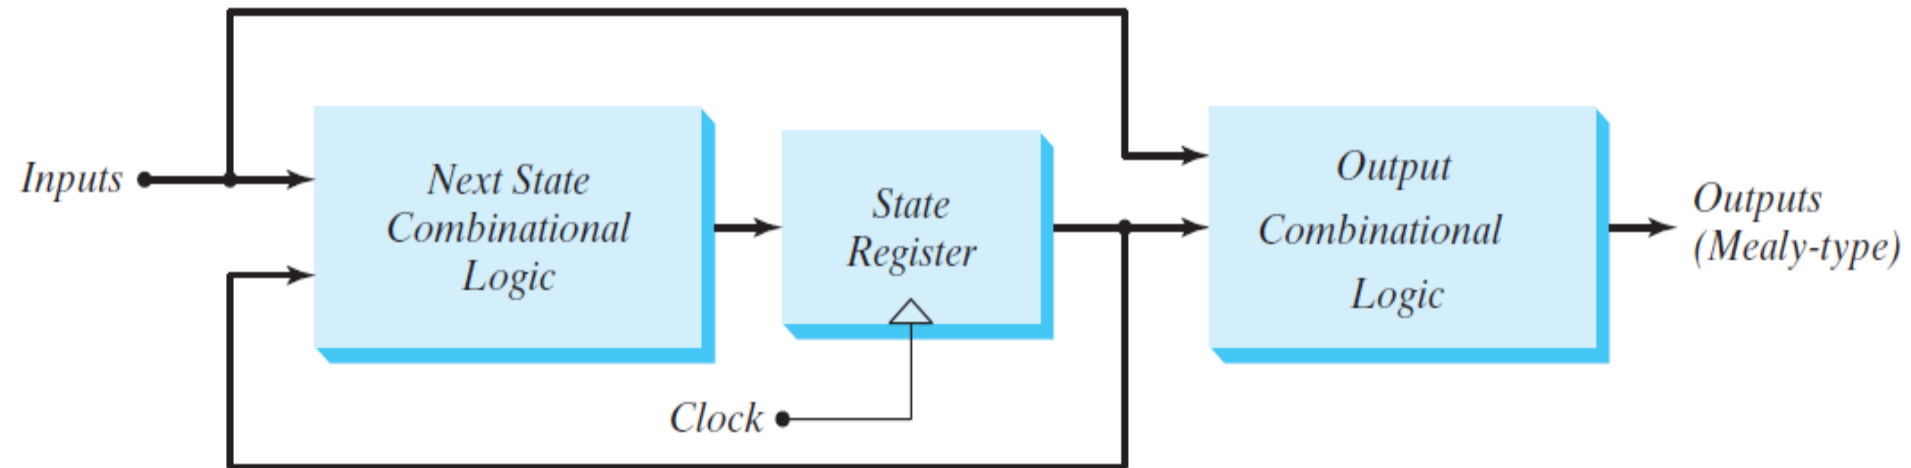 Inputs
Next State
Combinational
Logic
State
Register
Clock
Output
Combinational
Logic
Outputs
(Mealy-type)